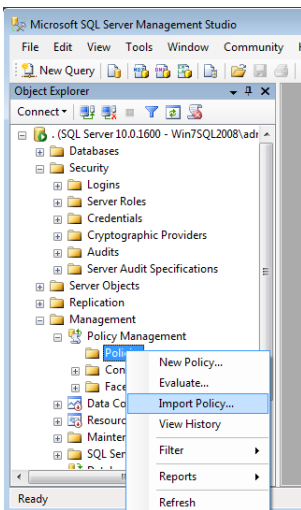 Microsoft SQL Server Management Studio
File Edit View Tools Window Community
New Query
Object Explorer
Connect
. (SQL Server 10.0.1600 - Win7SQL2008\adr
Databases
Security
Logins
Server Roles
Credentials
Cryptographic Providers
Audits
Server Audit Specifications
Server Objects
Replication
Management
Policy Management
Poli
New Policy...
Con
Evaluate...
Face
Import Policy...
Data Co
View History
Resourc
Mainter
Filter
SQL Ser
Reports
Ready
Refresh